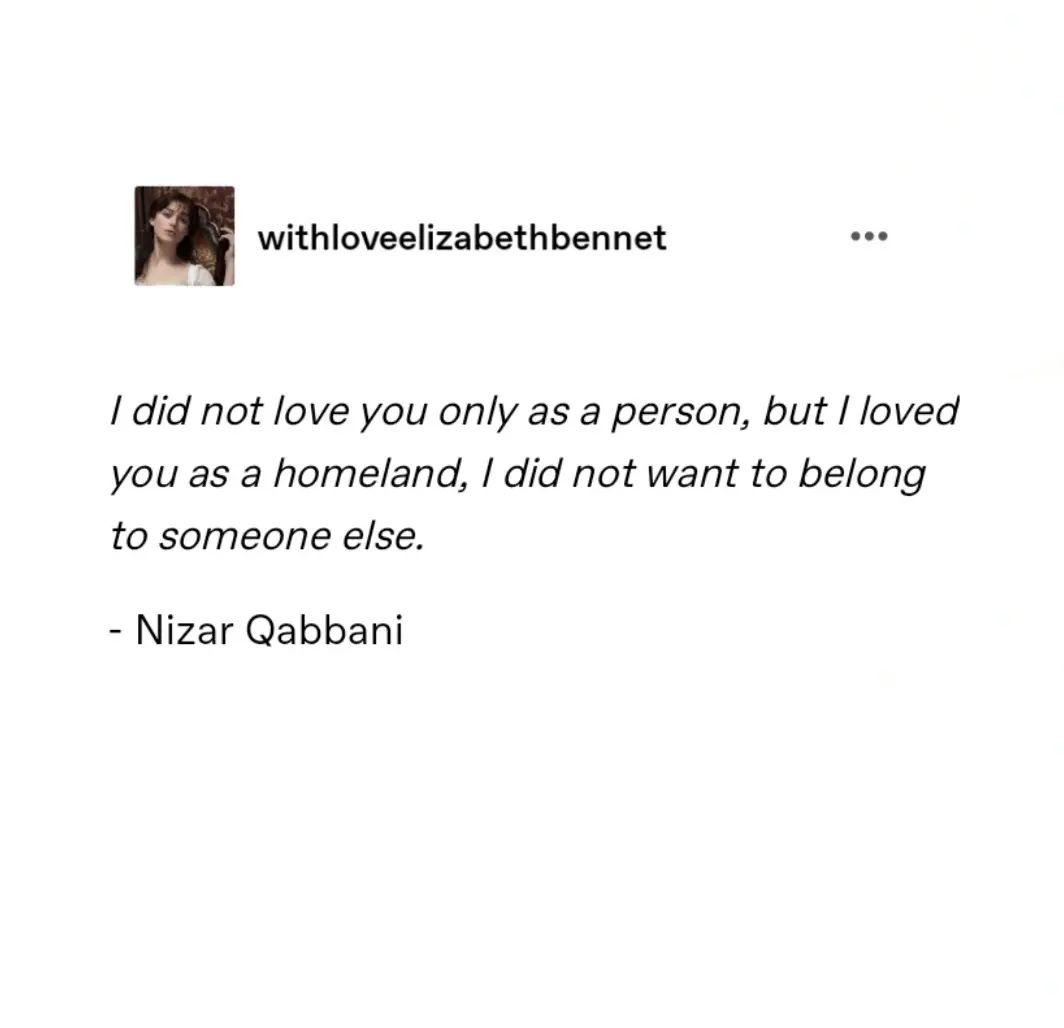 withloveelizabethbennet
I did not love you only as a person, but I loved
you as a homeland, I did not want to belong
to someone else.
- Nizar Qabbani